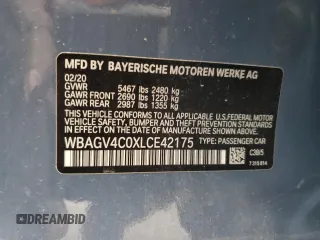 MFD BY BAYERISCHE MOTOREN WERKE AG
02/20
GVWR 5467 lbs 2480 kg
GAWR FRONT 2690 lbs 1220 kg
GAWR REAR 2987 lbs 1355 kg
THIS VEHICLE CONFORMS TO ALL APPLICABLE U.S. FEDERAL MOTOR
VEHICLE SAFETY, BUMPER, AND THEFT PREVENTION STANDARDS
IN EFFECT ON THE DATE OF MANUFACTURE SHOWN ABOVE.
WBAGV4C0XLCE42175
TYPE: PASSENGER CAR
DREAMBID